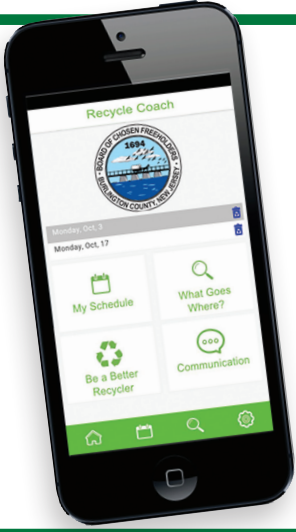 Recycle Coach
BOARD OF CHOSEN FREEHOLDERS
1694
BURLINGTON COUNTY, NEW JERSEY
Monday, Oct, 3
Monday, Oct, 17
My Schedule
What Goes
Where?
Be a Better
Recycler
Communication